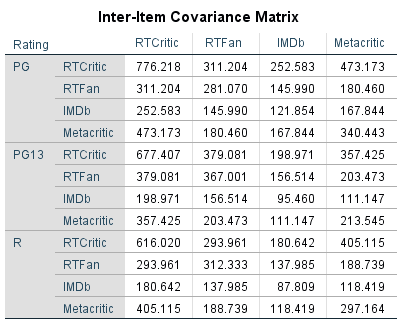 Inter-Item Covariance Matrix
Rating RTCritic RTFan IMDb Metacritic
PG RTCritic 776.218 311.204 252.583 473.173
RTFan 311.204 281.070 145.990 180.460
IMDb 252.583 145.990 121.854 167.844
Metacritic 473.173 180.460 167.844 340.443
PG13 RTCritic 677.407 379.081 198.971 357.425
RTFan 379.081 367.001 156.514 203.473
IMDb 198.971 156.514 95.460 111.147
Metacritic 357.425 203.473 111.147 213.545
R RTCritic 616.020 293.961 180.642 405.115
RTFan 293.961 312.333 137.985 188.739
IMDb 180.642 137.985 87.809 118.419
Metacritic 405.115 188.739 118.419 297.164